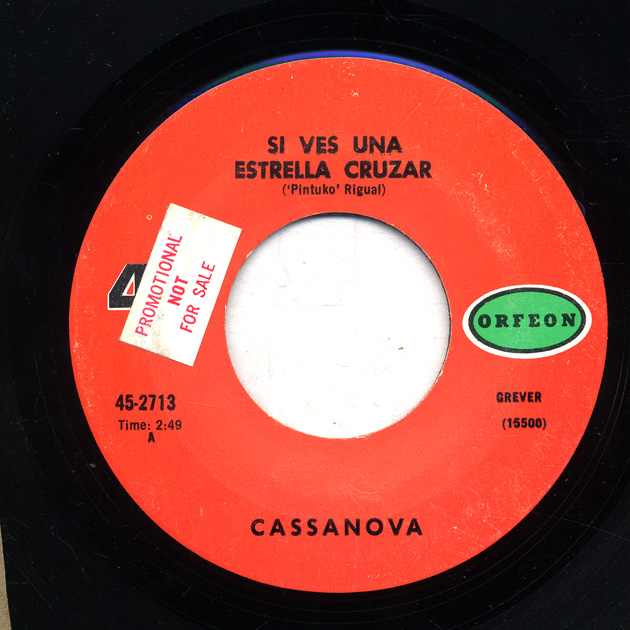 SI VES UNA
ESTRELLA CRUZAR
('Pintuko' Rigual)
4
PROMOTIONAL
NOT
FOR SALE
ORFEON
45-2713
Time: 2:49
A
GREVER
(15500)
CASSANOVA